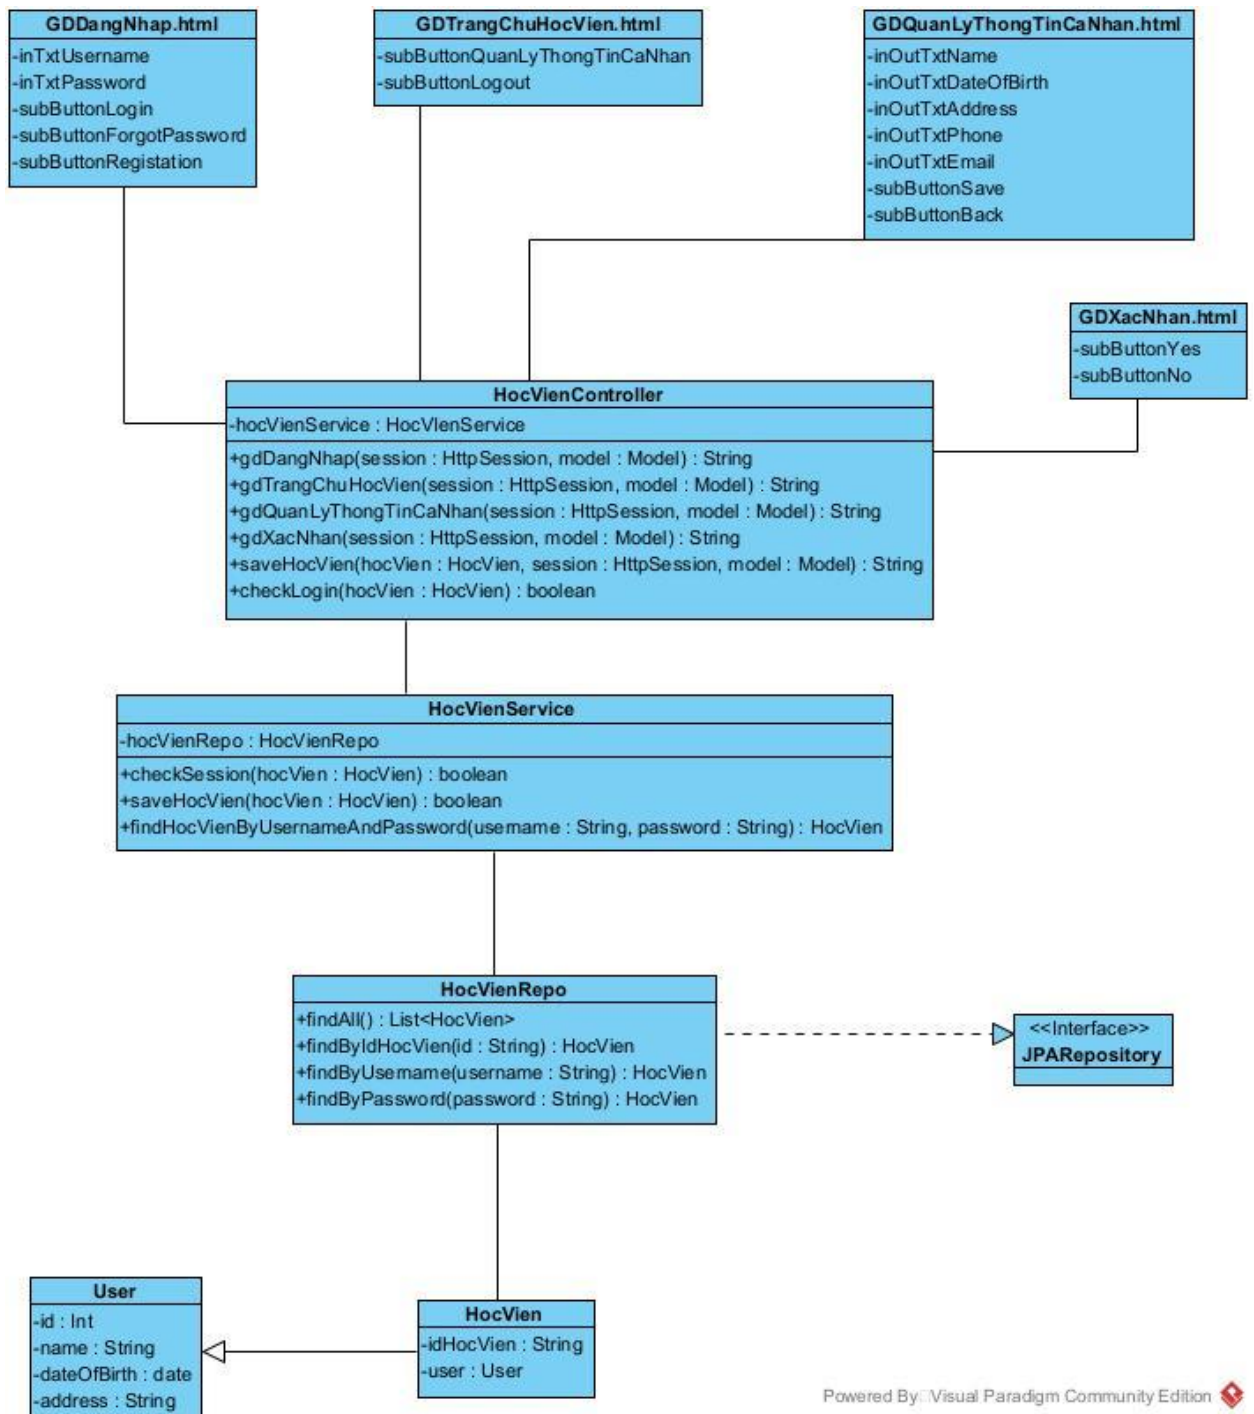 GDDangNhap.html
-inTxtUsername
-inTxtPassword
-subButtonLogin
-subButtonForgotPassword
-subButtonRegistation
GDTrangChuHocVien.html
-subButtonQuanLyThongTinCaNhan
-subButtonLogout
GDQuanLyThongTinCaNhan.html
-inOutTxtName
-inOutTxtDateOfBirth
-inOutTxtAddress
-inOutTxtPhone
-inOutTxtEmail
-subButtonSave
-subButtonBack
GDXacNhan.html
-subButtonYes
-subButtonNo
HocVienController
-hocVienService : HocVIenService
+gdDangNhap(session : HttpSession, model : Model) : String
+gdTrangChuHocVien(session : HttpSession, model : Model) : String
+gdQuanLyThongTinCaNhan(session : HttpSession, model : Model) : String
+gdXacNhan(session : HttpSession, model : Model) : String
+saveHocVien(hocVien : HocVien, session : HttpSession, model : Model) : String
+checkLogin(hocVien : HocVien) : boolean
HocVienService
-hocVienRepo : HocVienRepo
+checkSession(hocVien : HocVien) : boolean
+saveHocVien(hocVien : HocVien) : boolean
+findHocVienByUsernameAndPassword(username : String, password : String) : HocVien
HocVienRepo
+findAll() : List<HocVien>
+findByIdHocVien(id : String) : HocVien
+findByUsername(username : String) : HocVien
+findByPassword(password : String) : HocVien
<<Interface>>
JPARepository
User
-id : Int
-name : String
-dateOfBirth : date
-address : String
HocVien
-idHocVien : String
-user : User
Powered By Visual Paradigm Community Edition